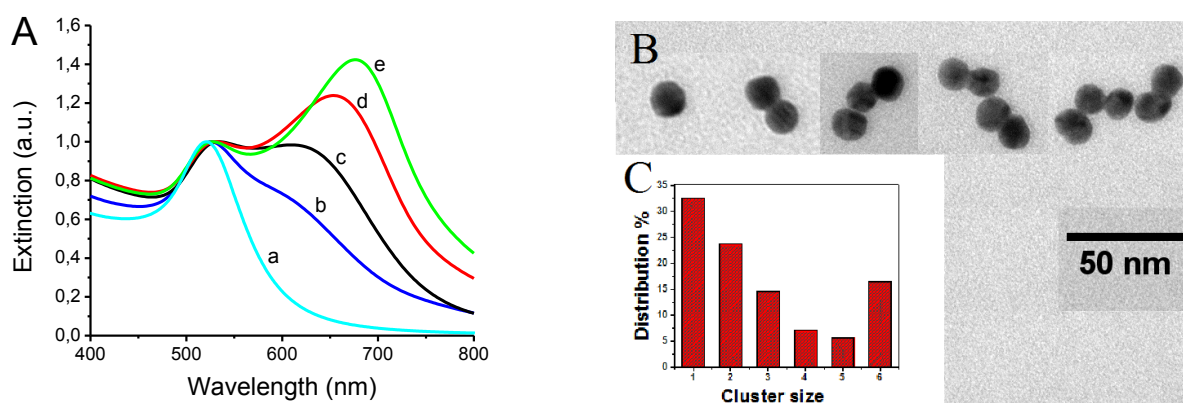 A
Extinction (a.u.)
1,6
1,4
1,2
1,0
0,8
0,6
0,4
0,2
0,0
e
d
c
b
a
400 500 600 700 800
Wavelength (nm)
B
C
Distribution %
35
30
25
20
15
10
5
0
1 2 3 4 5 6
Cluster size
50 nm